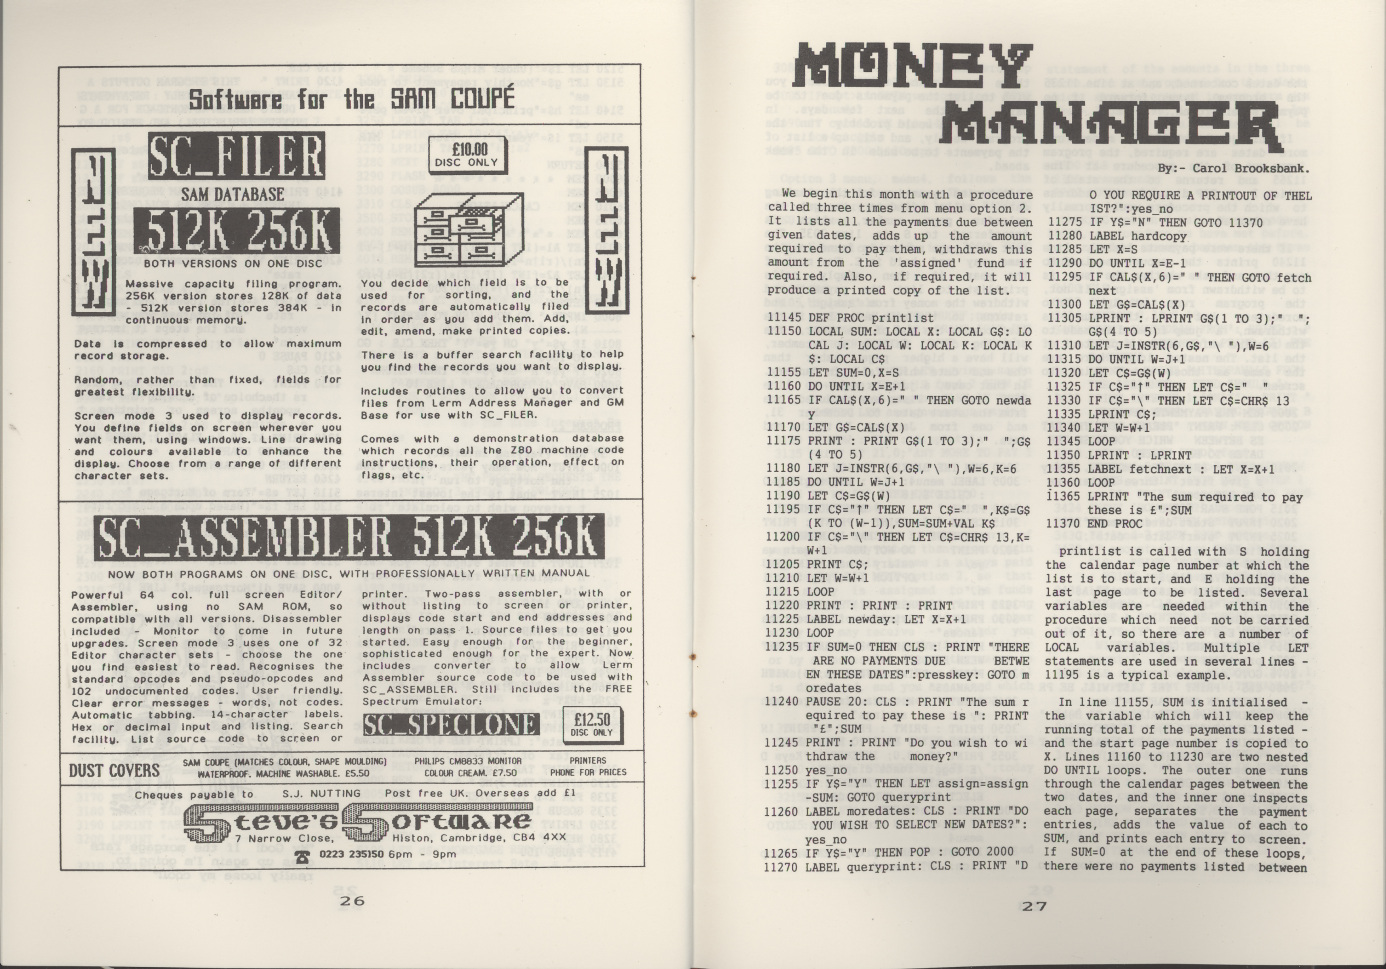 Software for the SAM COUPÉ
NEW
SC_FILER
SAM DATABASE
512K 256K
BOTH VERSIONS ON ONE DISC
£10.00
DISC ONLY
NEW
Massive capacity filing program.
256K version stores 128K of data
- 512K version stores 384K - in
continuous memory.
Data is compressed to allow maximum
record storage.
Random, rather than fixed, fields for
greatest flexibility.
Screen mode 3 used to display records.
You define fields on screen wherever you
want them, using windows. Line drawing
and colours available to enhance the
display. Choose from a range of different
character sets.
You decide which field is to be
used for sorting, and the
records are automatically filed
in order as you add them. Add,
edit, amend, make printed copies.
There is a buffer search facility to help
you find the records you want to display.
Includes routines to allow you to convert
files from Lerm Address Manager and GM
Base for use with SC_FILER.
Comes with a demonstration database
which records all the Z80 machine code
instructions, their operation, effect on
flags, etc.
SC_ASSEMBLER 512K 256K
NOW BOTH PROGRAMS ON ONE DISC, WITH PROFESSIONALLY WRITTEN MANUAL
Powerful 64 col. full screen Editor/
Assembler, using no SAM ROM, so
compatible with all versions. Disassembler
included - Monitor to come in future
upgrades. Screen mode 3 uses one of 32
Editor character sets - choose the one
you find easiest to read. Recognises the
standard opcodes and pseudo-opcodes and
102 undocumented codes. User friendly.
Clear error messages - words, not codes.
Automatic tabbing. 14-character labels.
Hex or decimal input and listing. Search
facility. List source code to screen or
printer. Two-pass assembler, with or
without listing to screen or printer,
displays code start and end addresses and
length on pass 1. Source files to get you
started. Easy enough for the beginner,
sophisticated enough for the expert. Now
includes converter to allow Lerm
Assembler source code to be used with
SC_ASSEMBLER. Still includes the FREE
Spectrum Emulator:
SC_SPECLONE
£12.50
DISC ONLY
DUST COVERS
SAM COUPE (MATCHES COLOUR, SHAPE MOULDING)
WATERPROOF. MACHINE WASHABLE. £5.50
PHILIPS CM8833 MONITOR
COLOUR CREAM. £7.50
PRINTERS
PHONE FOR PRICES
Cheques payable to S.J. NUTTING Post free UK. Overseas add £1
Steve's Software
7 Narrow Close, Histon, Cambridge, CB4 4XX
0223 235150 6pm - 9pm
26
MONEY
MANAGER
By:- Carol Brooksbank.
We begin this month with a procedure
called three times from menu option 2.
It lists all the payments due between
given dates, adds up the amount
required to pay them, withdraws this
amount from the 'assigned' fund if
required. Also, if required, it will
produce a printed copy of the list.
11145 DEF PROC printlist
11150 LOCAL SUM: LOCAL X: LOCAL G$: LO
CAL J: LOCAL W: LOCAL K: LOCAL K
$: LOCAL C$
11155 LET SUM=0,X=S
11160 DO UNTIL X=E+1
11165 IF CAL$(X,6)=" " THEN GOTO newda
y
11170 LET G$=CAL$(X)
11175 PRINT : PRINT G$(1 TO 3);" ";G$
(4 TO 5)
11180 LET J=INSTR(6,G$,"\ "),W=6,K=6
11185 DO UNTIL W=J+1
11190 LET C$=G$(W)
11195 IF C$="↑" THEN LET C$="  ",K$=G$
(K TO (W-1)),SUM=SUM+VAL K$
11200 IF C$="\" THEN LET C$=CHR$ 13,K=
W+1
11205 PRINT C$;
11210 LET W=W+1
11215 LOOP
11220 PRINT : PRINT : PRINT
11225 LABEL newday: LET X=X+1
11230 LOOP
11235 IF SUM=0 THEN CLS : PRINT "THERE
ARE NO PAYMENTS DUE BETWE
EN THESE DATES":presskey: GOTO m
oredates
11240 PAUSE 20: CLS : PRINT "The sum r
equired to pay these is ": PRINT
"£";SUM
11245 PRINT : PRINT "Do you wish to wi
thdraw the money?"
11250 yes_no
11255 IF Y$="Y" THEN LET assign=assign
-SUM: GOTO queryprint
11260 LABEL moredates: CLS : PRINT "DO
YOU WISH TO SELECT NEW DATES?":
yes_no
11265 IF Y$="Y" THEN POP : GOTO 2000
11270 LABEL queryprint: CLS : PRINT "D
O YOU REQUIRE A PRINTOUT OF THEL
IST?":yes_no
11275 IF Y$="N" THEN GOTO 11370
11280 LABEL hardcopy
11285 LET X=S
11290 DO UNTIL X=E-1
11295 IF CAL$(X,6)=" " THEN GOTO fetch
next
11300 LET G$=CAL$(X)
11305 LPRINT : LPRINT G$(1 TO 3);" ";
G$(4 TO 5)
11310 LET J=INSTR(6,G$,"\ "),W=6
11315 DO UNTIL W=J+1
11320 LET C$=G$(W)
11325 IF C$="↑" THEN LET C$="  "
11330 IF C$="\" THEN LET C$=CHR$ 13
11335 LPRINT C$;
11340 LET W=W+1
11345 LOOP
11350 LPRINT : LPRINT
11355 LABEL fetchnext : LET X=X+1
11360 LOOP
11365 LPRINT "The sum required to pay
these is £";SUM
11370 END PROC
printlist is called with S holding
the calendar page number at which the
list is to start, and E holding the
last page to be listed. Several
variables are needed within the
procedure which need not be carried
out of it, so there are a number of
LOCAL variables. Multiple LET
statements are used in several lines -
11195 is a typical example.
In line 11155, SUM is initialised -
the variable which will keep the
running total of the payments listed -
and the start page number is copied to
X. Lines 11160 to 11230 are two nested
DO UNTIL loops. The outer one runs
through the calendar pages between the
two dates, and the inner one inspects
each page, separates the payment
entries, adds the value of each to
SUM, and prints each entry to screen.
If SUM=0 at the end of these loops,
there were no payments listed between
27